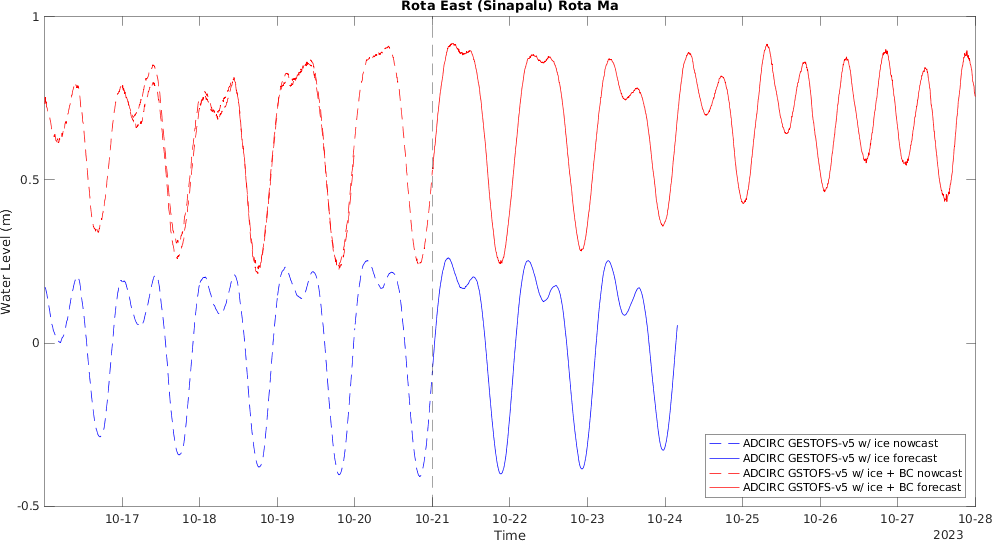 Rota East (Sinapalu) Rota Ma
1
0.5
0
-0.5
Water Level (m)
ADCIRC GESTOFS-v5 w/ ice nowcast
ADCIRC GESTOFS-v5 w/ ice forecast
ADCIRC GSTOFS-v5 w/ ice + BC nowcast
ADCIRC GSTOFS-v5 w/ ice + BC forecast
10-17 10-18 10-19 10-20 10-21 10-22 10-23 10-24 10-25 10-26 10-27 10-28
Time
2023